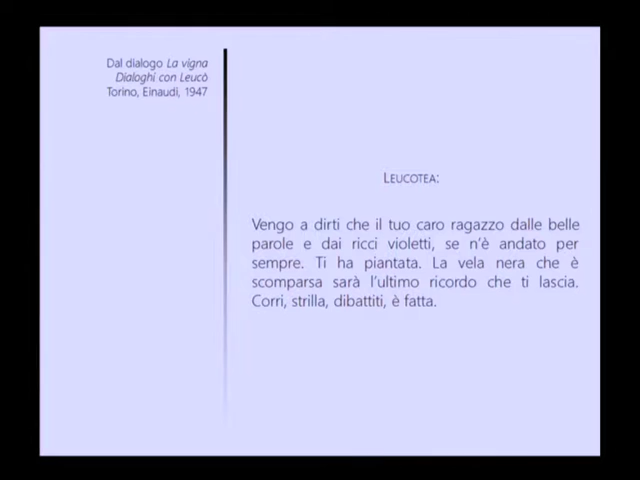 Dal dialogo La vigna
Dialoghi con Leucò
Torino, Einaudi, 1947
LEUCOTEA:
Vengo a dirti che il tuo caro ragazzo dalle belle
parole e dai ricci violetti, se n'è andato per
sempre. Ti ha piantata. La vela nera che è
scomparsa sarà l'ultimo ricordo che ti lascia.
Corri, strilla, dibattiti, è fatta.